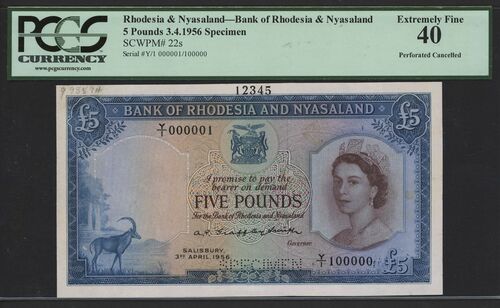 PCGS
CURRENCY
www.pcgscurrency.com
Rhodesia & Nyasaland—Bank of Rhodesia & Nyasaland
5 Pounds 3.4.1956 Specimen
SCWPM# 22s
Serial #Y/1 000001/100000
Extremely Fine
40
Perforated Cancelled
12345
BANK OF RHODESIA AND NYASALAND
£5
£5
Y/1 000001
I promise to pay the
bearer on demand
FIVE POUNDS
For the Bank of Rhodesia and Nyasaland
Governor.
SALISBURY,
3RD APRIL 1956
SPECIMEN
Y/1 100000
£5